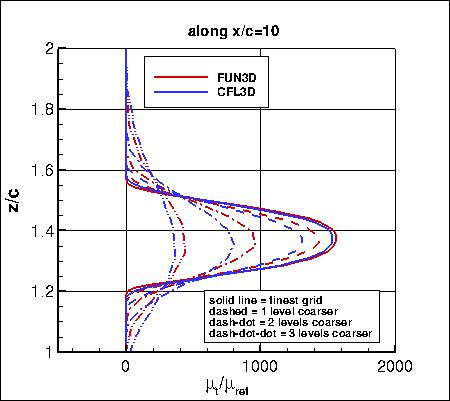 along x/c=10
2
1.8
1.6
1.4
1.2
1
z/c
FUN3D
CFL3D
solid line = finest grid
dashed = 1 level coarser
dash-dot = 2 levels coarser
dash-dot-dot = 3 levels coarser
0 1000 2000
μt/μref